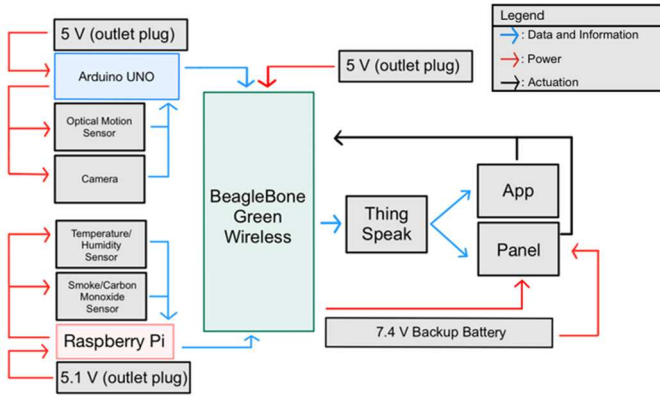 5 V (outlet plug)
Arduino UNO
Optical Motion
Sensor
Camera
Temperature/
Humidity
Sensor
Smoke/Carbon
Monoxide
Sensor
Raspberry Pi
5.1 V (outlet plug)
5 V (outlet plug)
BeagleBone
Green
Wireless
Thing
Speak
App
Panel
7.4 V Backup Battery
Legend
: Data and Information
: Power
: Actuation